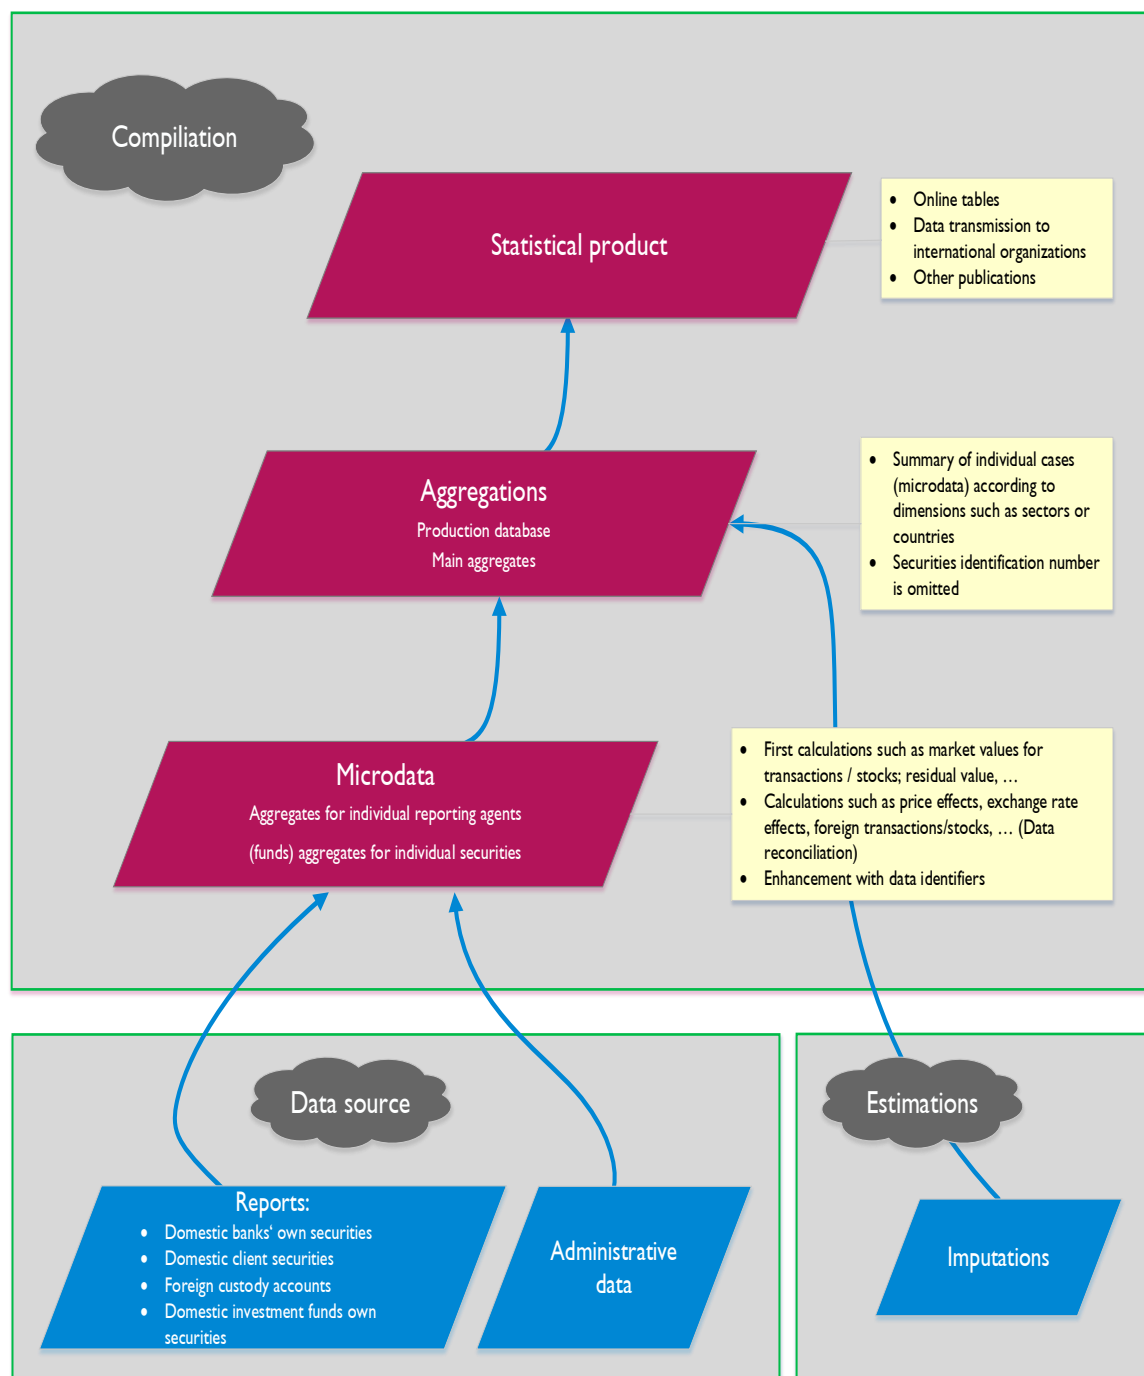 Compiliation
Statistical product
• Online tables
• Data transmission to
international organizations
• Other publications
Aggregations
Production database
Main aggregates
• Summary of individual cases
(microdata) according to
dimensions such as sectors or
countries
• Securities identification number
is omitted
Microdata
Aggregates for individual reporting agents
(funds) aggregates for individual securities
• First calculations such as market values for
transactions / stocks; residual value, …
• Calculations such as price effects, exchange rate
effects, foreign transactions/stocks, … (Data
reconciliation)
• Enhancement with data identifiers
Data source
Reports:
• Domestic banks‘ own securities
• Domestic client securities
• Foreign custody accounts
• Domestic investment funds own
securities
Administrative
data
Estimations
Imputations